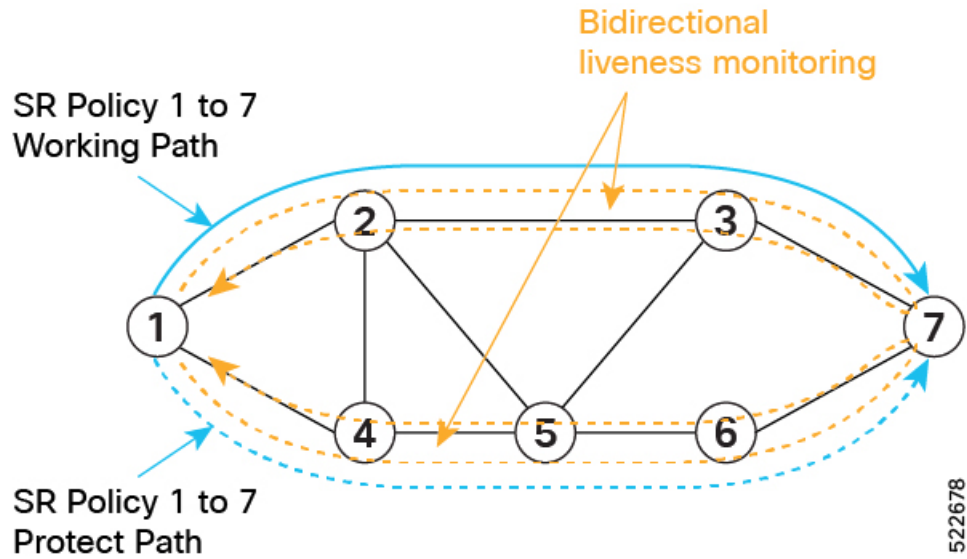 Bidirectional
liveness monitoring
SR Policy 1 to 7
Working Path
2
3
1
7
4
5
6
SR Policy 1 to 7
Protect Path
522678